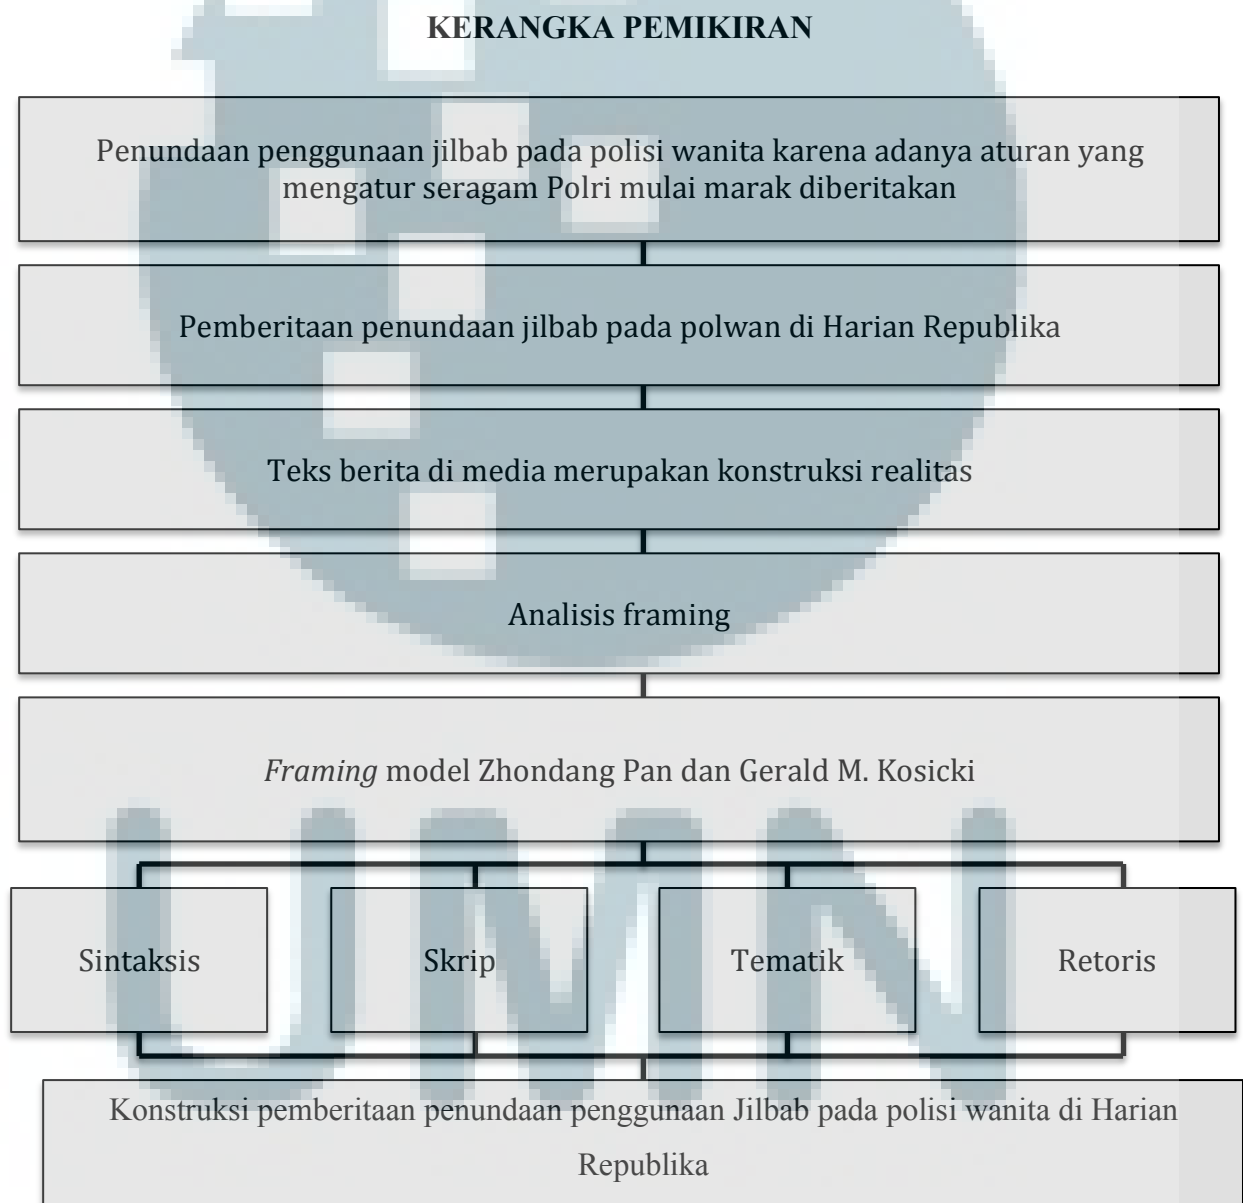 KERANGKA PEMIKIRAN
Penundaan penggunaan jilbab pada polisi wanita karena adanya aturan yang
mengatur seragam Polri mulai marak diberitakan
Pemberitaan penundaan jilbab pada polwan di Harian Republika
Teks berita di media merupakan konstruksi realitas
Analisis framing
Framing model Zhondang Pan dan Gerald M. Kosicki
Sintaksis
Skrip
Tematik
Retoris
Konstruksi pemberitaan penundaan penggunaan Jilbab pada polisi wanita di Harian
Republika
UMN